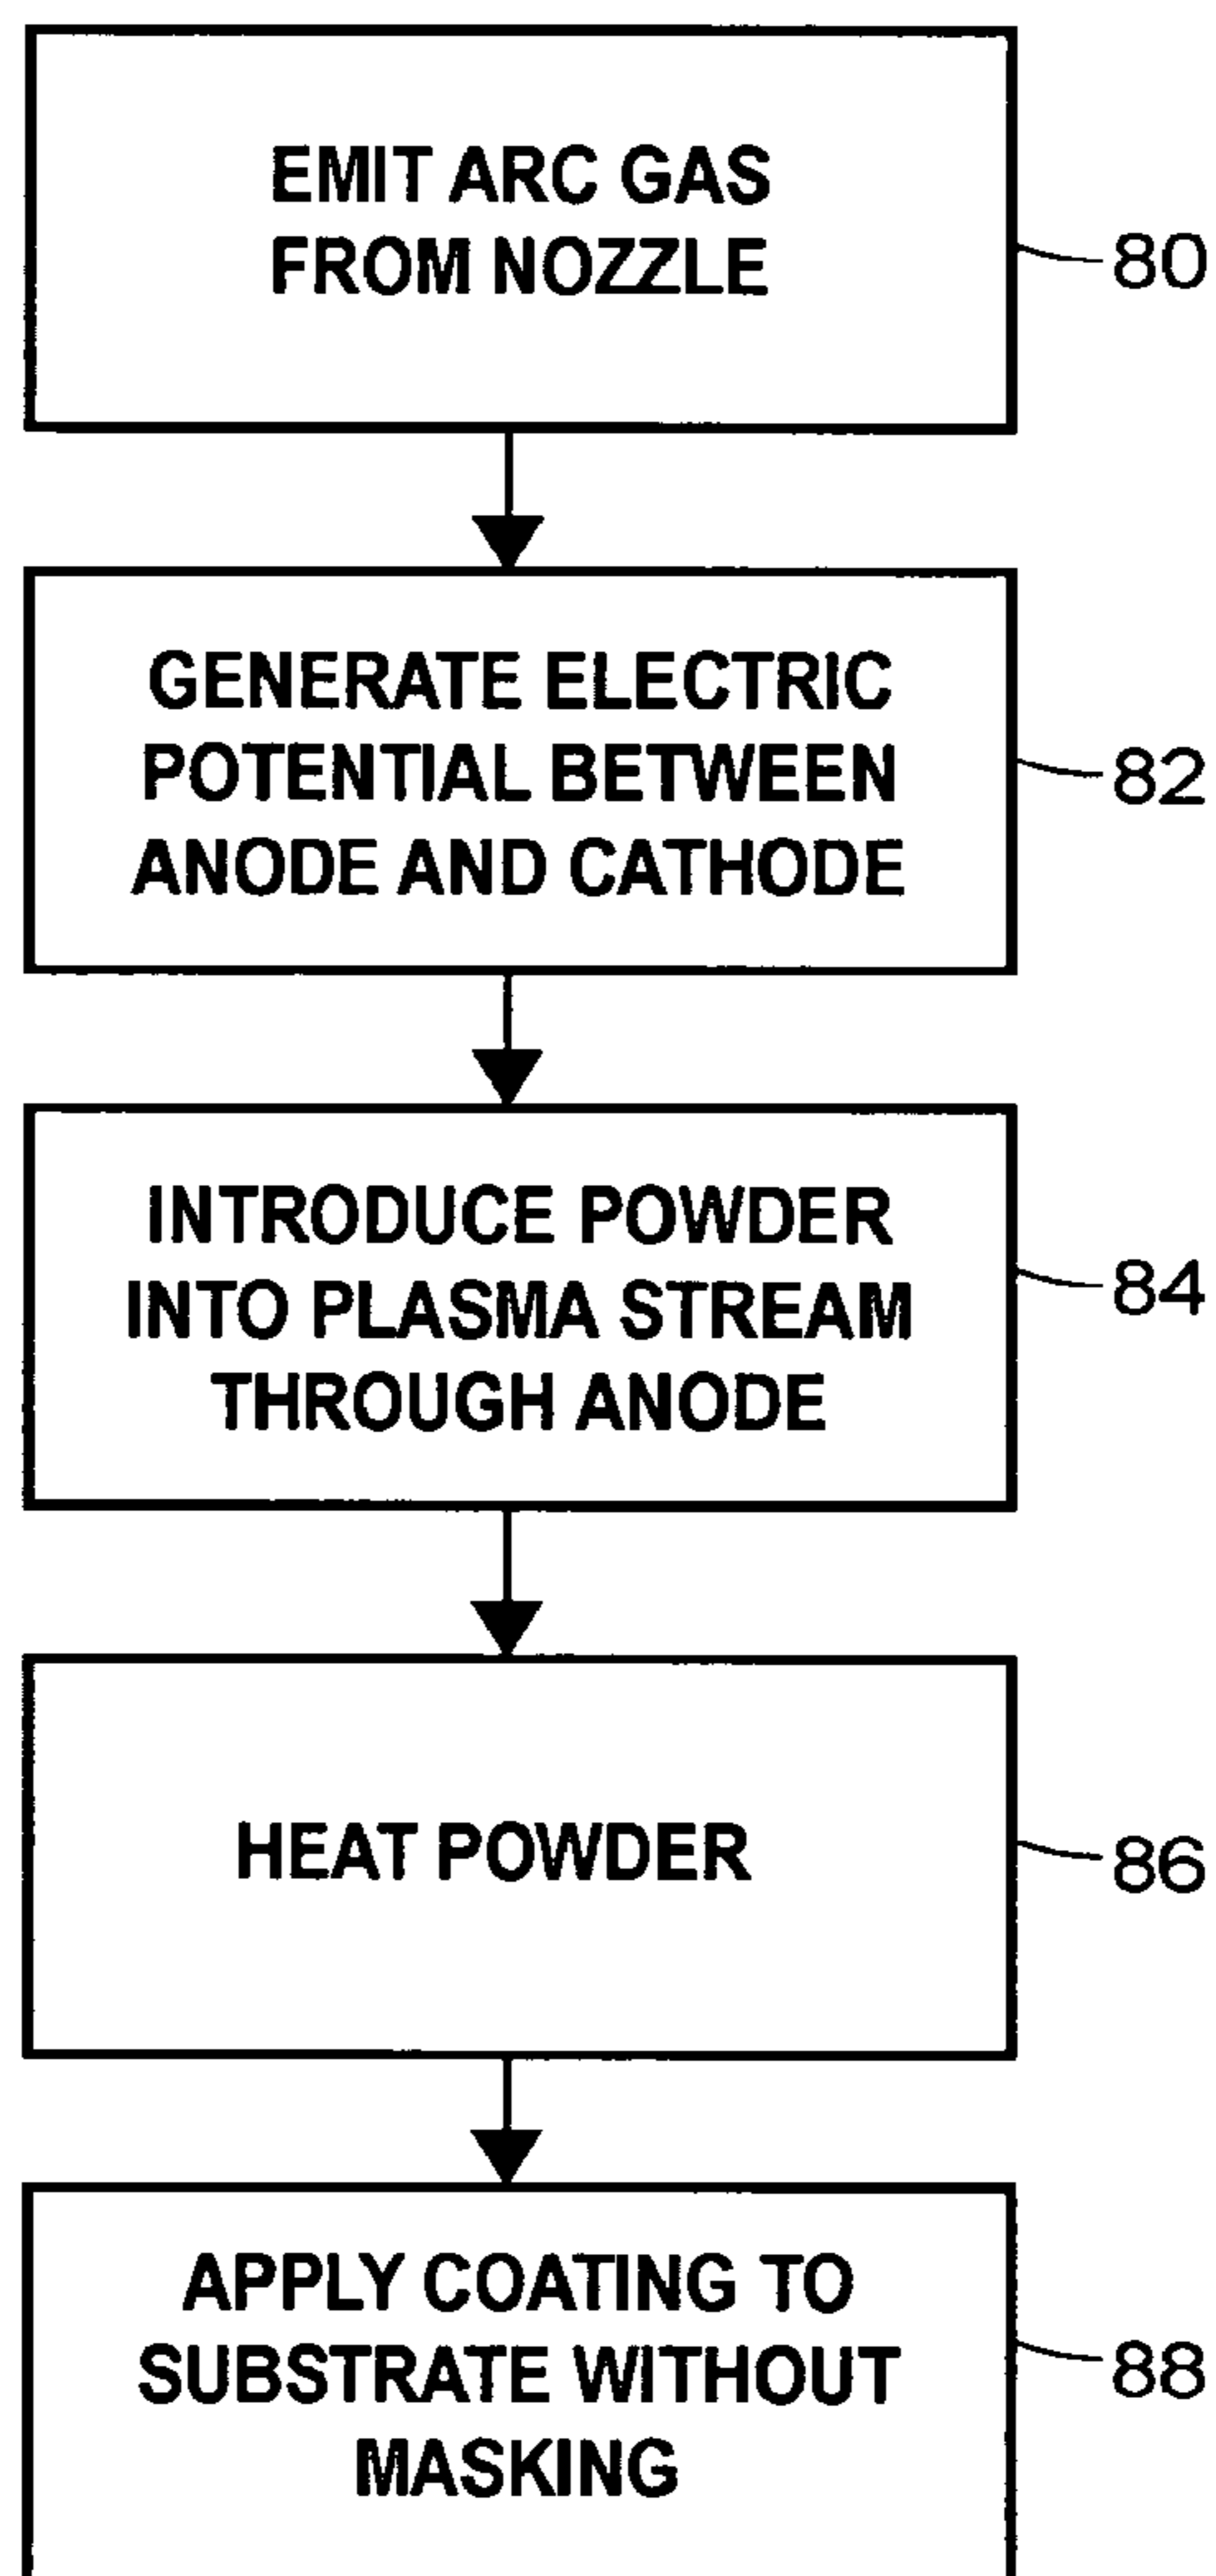 EMIT ARC GAS
FROM NOZZLE
80
GENERATE ELECTRIC
POTENTIAL BETWEEN
ANODE AND CATHODE
82
INTRODUCE POWDER
INTO PLASMA STREAM
THROUGH ANODE
84
HEAT POWDER
86
APPLY COATING TO
SUBSTRATE WITHOUT
MASKING
88